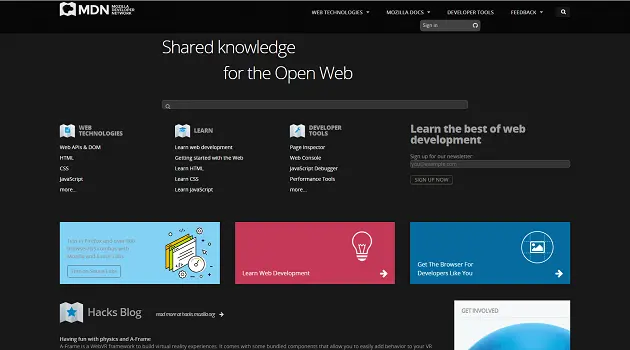 MDN MOZILLA
DEVELOPER
NETWORK
WEB TECHNOLOGIES
MOZILLA DOCS
DEVELOPER TOOLS
FEEDBACK
Sign in
Shared knowledge
for the Open Web
WEB
TECHNOLOGIES
Web APIs & DOM
HTML
CSS
JavaScript
more...
LEARN
Learn web development
Getting started with the Web
Learn HTML
Learn CSS
Learn JavaScript
DEVELOPER
TOOLS
Page Inspector
Web Console
JavaScript Debugger
Performance Tools
more...
Learn the best of web
development
Sign up for our newsletter:
you@example.com
SIGN UP NOW
Learn Web Development
Get The Browser For
Developers Like You
Hacks Blog
read more at hacks.mozilla.org
GET INVOLVED
Having fun with physics and A-Frame
A-Frame is a WebVR framework to build virtual reality experiences. It comes with some bundled components that allow you to easily add behavior to your VR